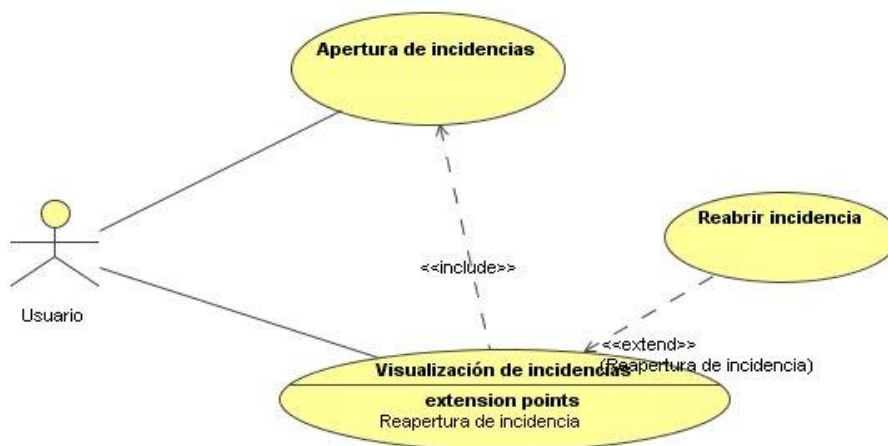 Apertura de incidencias
Reabrir incidencia
<<include>>
Usuario
<<extend>>
(Reapertura de incidencia)
Visualización de incidencias
extension points
Reapertura de incidencia